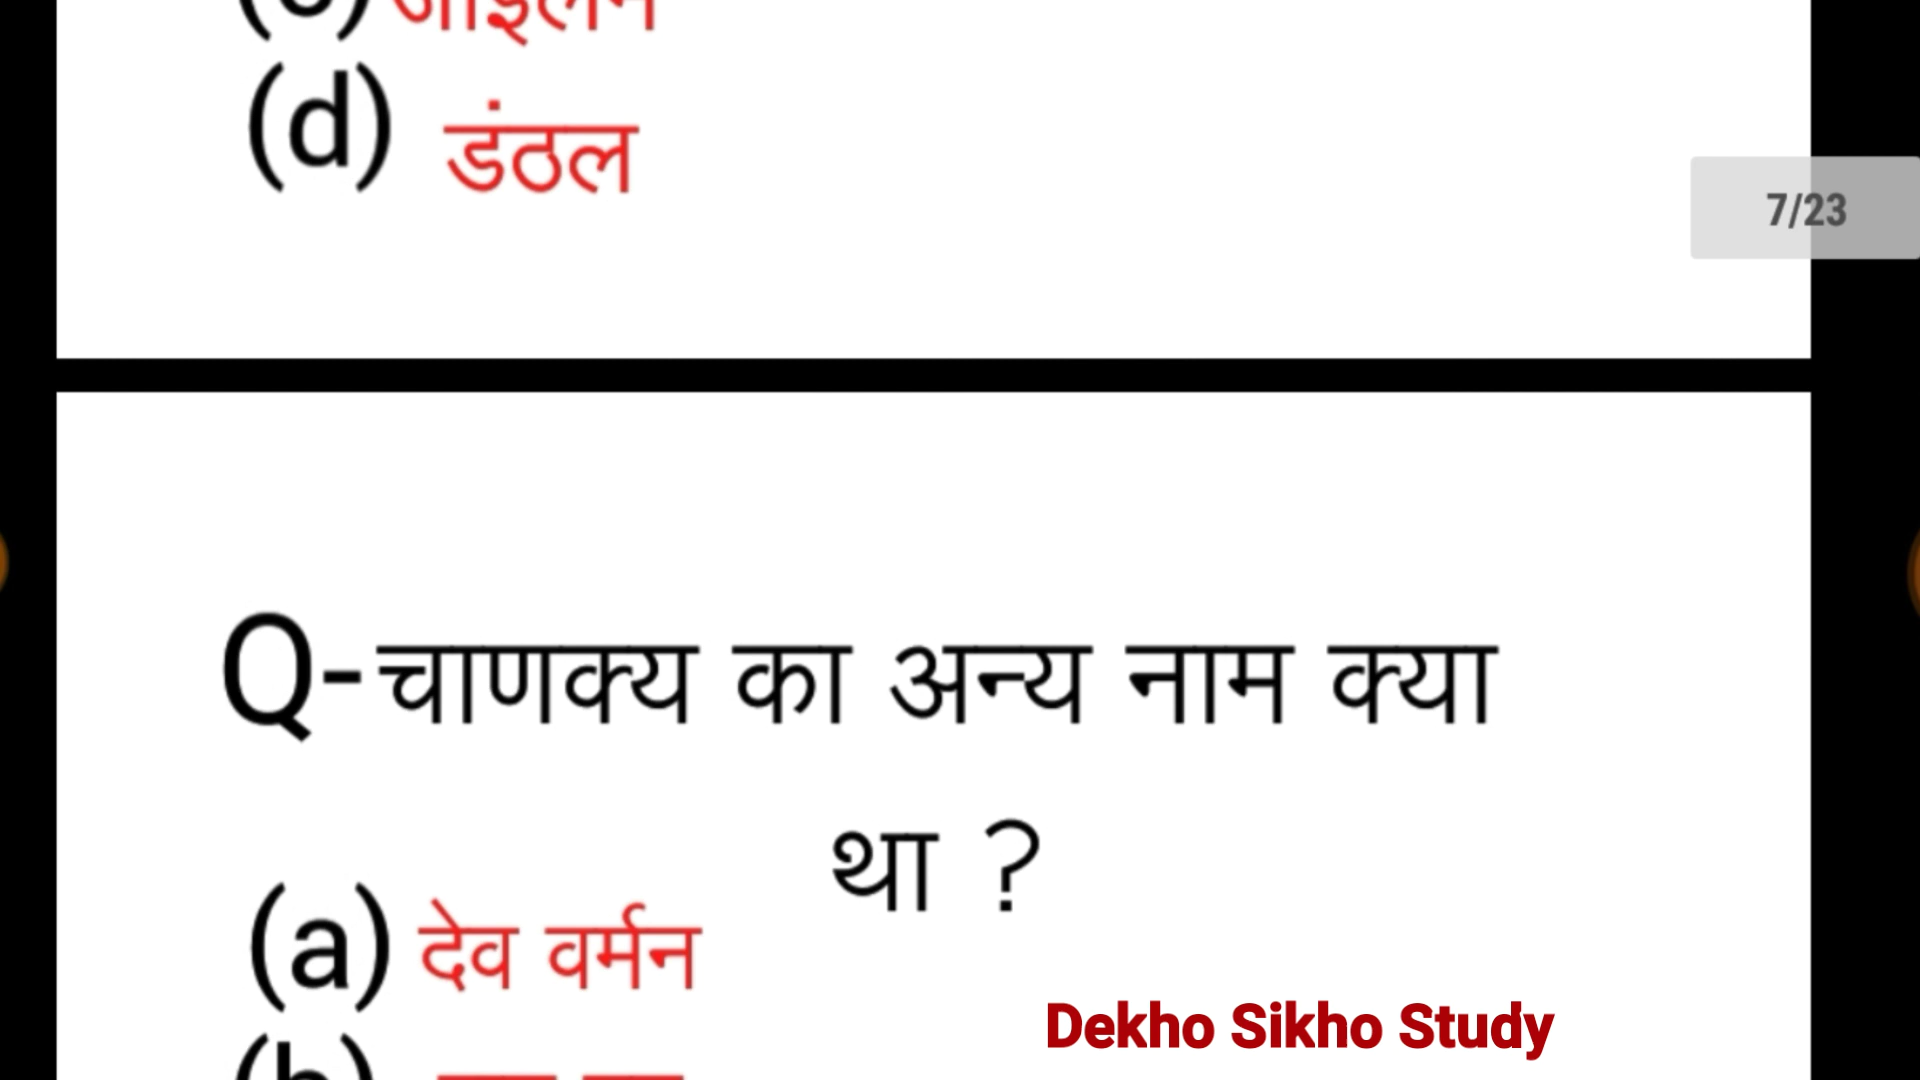 (d) डंठल
7/23
Q-चाणक्य का अन्य नाम क्या
था ?
(a) देव वर्मन
Dekho Sikho Study